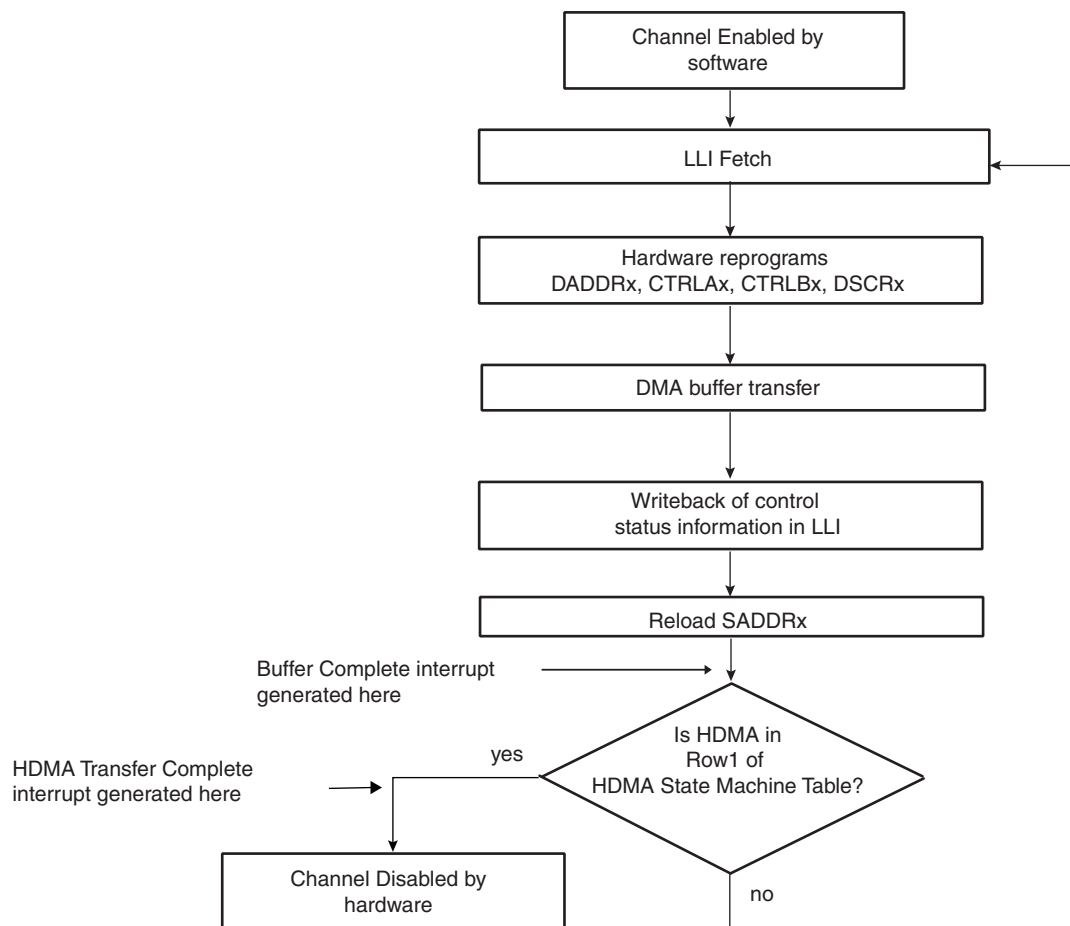 Channel Enabled by
software
LLI Fetch
Hardware reprograms
DADDRx, CTRLAx, CTRLBx, DSCRx
DMA buffer transfer
Writeback of control
status information in LLI
Reload SADDRx
Buffer Complete interrupt
generated here
Is HDMA in
Row1 of
HDMA State Machine Table?
yes
HDMA Transfer Complete
interrupt generated here
Channel Disabled by
hardware
no